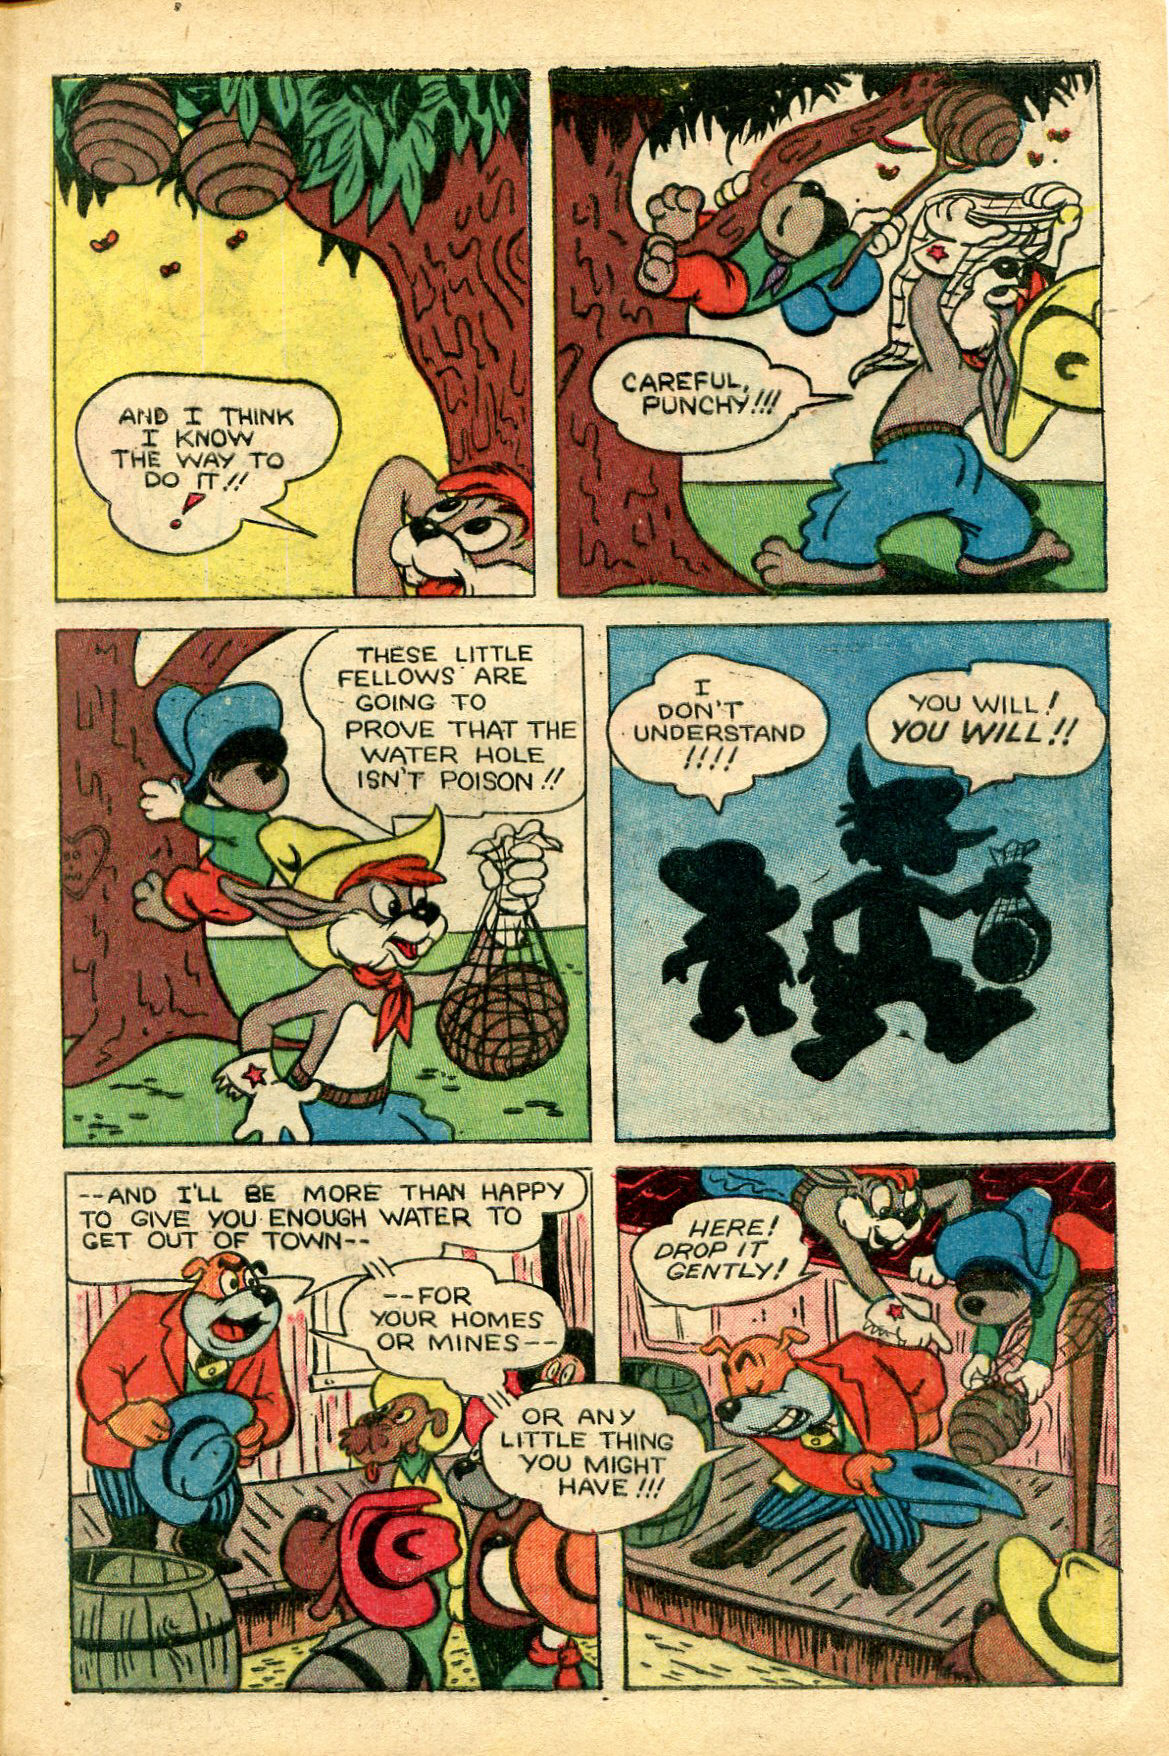 AND I THINK
I KNOW
THE WAY TO
DO IT!!
!
CAREFUL,
PUNCHY!!!
THESE LITTLE
FELLOWS ARE
GOING TO
PROVE THAT THE
WATER HOLE
ISN'T POISON!!
I
DON'T
UNDERSTAND
!!!!
YOU WILL!
YOU WILL!!
--AND I'LL BE MORE THAN HAPPY
TO GIVE YOU ENOUGH WATER TO
GET OUT OF TOWN--
--FOR
YOUR HOMES
OR MINES--
OR ANY
LITTLE THING
YOU MIGHT
HAVE!!!
HERE!
DROP IT
GENTLY!